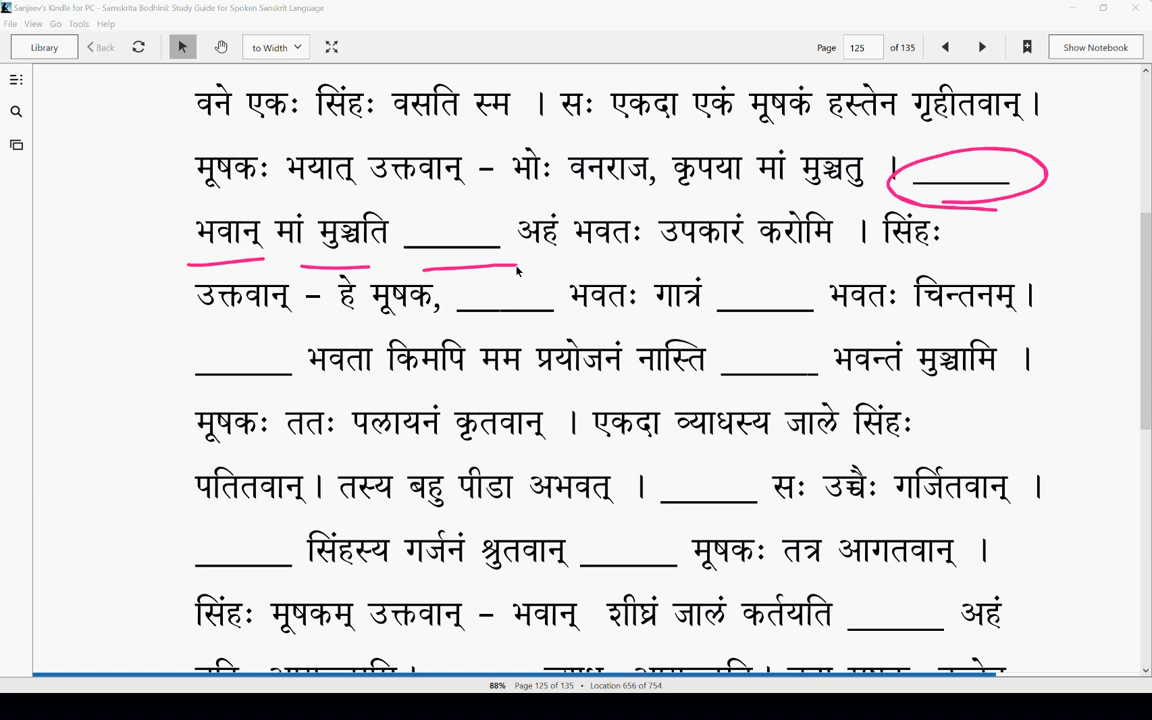 Sanjeev's Kindle for PC - Samskrita Bodhinii: Study Guide for Spoken Sanskrit Language
File View Go Tools Help
Library Back to Width Page 125 of 135 Show Notebook
वने एकः सिंहः वसति स्म । सः एकदा एकं मूषकं हस्तेन गृहीतवान् ।
मूषकः भयात् उक्तवान् – भोः वनराज, कृपया मां मुञ्चतु । ______
भवान् मां मुञ्चति ______ अहं भवतः उपकारं करोमि । सिंहः
उक्तवान् – हे मूषक, ______ भवतः गात्रं ______ भवतः चिन्तनम् ।
______ भवता किमपि मम प्रयोजनं नास्ति ______ भवन्तं मुञ्चामि ।
मूषकः ततः पलायनं कृतवान् । एकदा व्याधस्य जाले सिंहः
पतितवान् । तस्य बहु पीडा अभवत् । ______ सः उच्चैः गर्जितवान् ।
______ सिंहस्य गर्जनं श्रुतवान् ______ मूषकः तत्र आगतवान् ।
सिंहः मूषकम् उक्तवान् – भवान् शीघ्रं जालं कर्तयति ______ अहं
88% Page 125 of 135 • Location 656 of 754